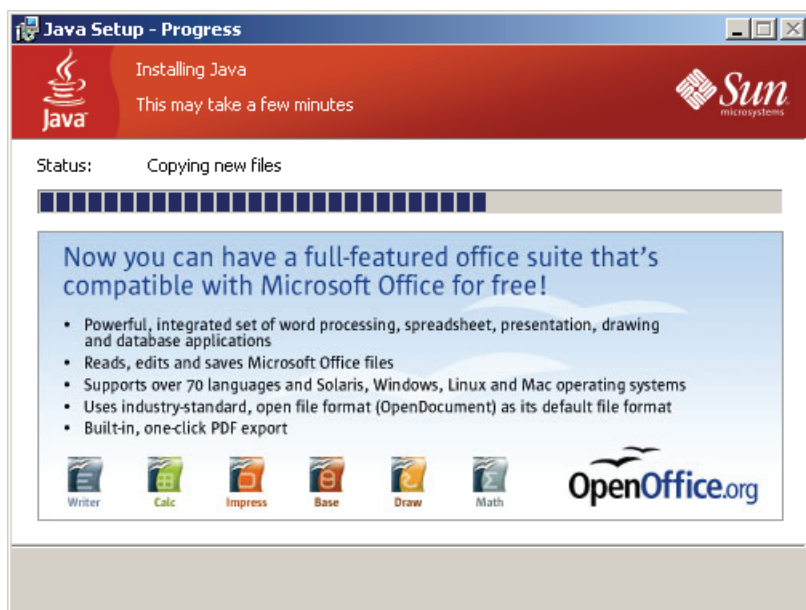 Java Setup - Progress
Java
Installing Java
This may take a few minutes
Sun
microsystems
Status: Copying new files
Now you can have a full-featured office suite that's
compatible with Microsoft Office for free!
• Powerful, integrated set of word processing, spreadsheet, presentation, drawing
and database applications
• Reads, edits and saves Microsoft Office files
• Supports over 70 languages and Solaris, Windows, Linux and Mac operating systems
• Uses industry-standard, open file format (OpenDocument) as its default file format
• Built-in, one-click PDF export
Writer Calc Impress Base Draw Math
OpenOffice.org